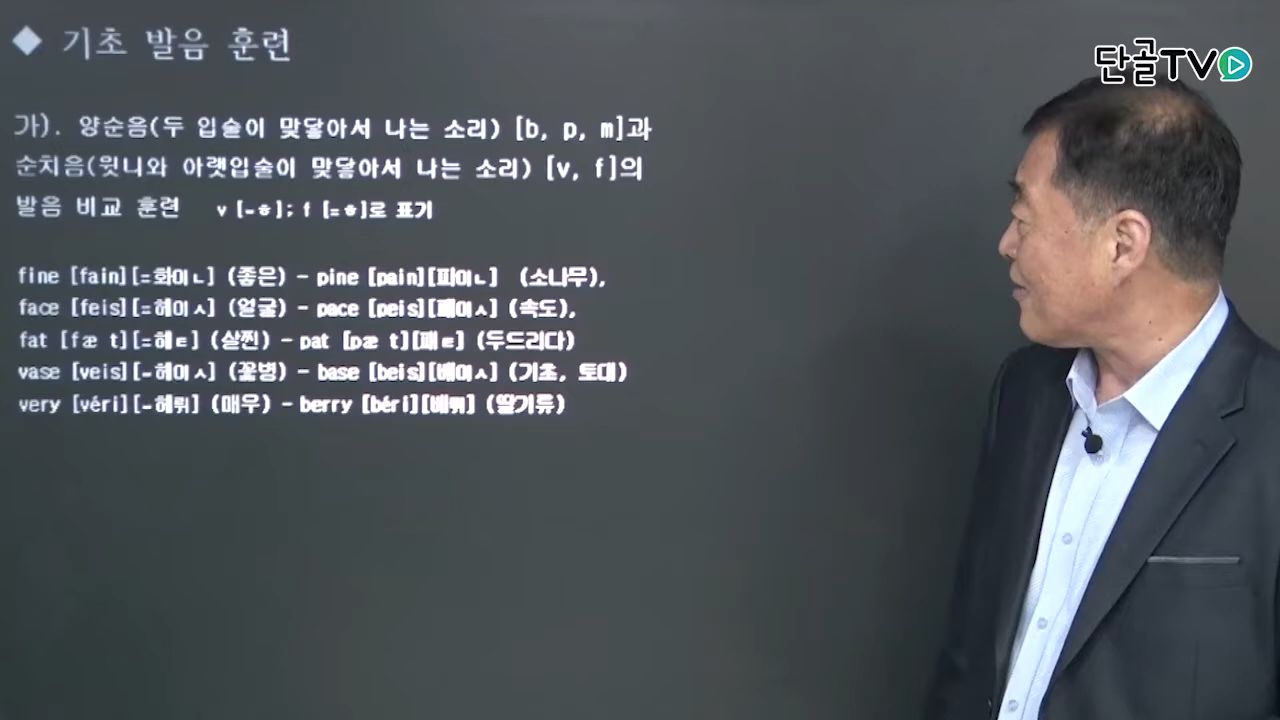 ◆ 기초 발음 훈련
단골TV
가). 양순음(두 입술이 맞닿아서 나는 소리) [b, p, m]과
순치음(윗니와 아랫입술이 맞닿아서 나는 소리) [v, f]의
발음 비교 훈련 v [-ㅎ]; f [=ㅎ]로 표기
fine [fain][=화이ㄴ] (좋은) - pine [pain][파이ㄴ] (소나무),
face [feis][=헤이ㅅ] (얼굴) - pace [peis][페이ㅅ] (속도),
fat [fæ t][=헤ㅌ] (살찐) - pat [pæ t][패ㅌ] (두드리다)
vase [veis][-헤이ㅅ] (꽃병) - base [beis][베이ㅅ] (기초, 토대)
very [véri][-헤뤼] (매우) - berry [béri][베뤼] (딸기류)